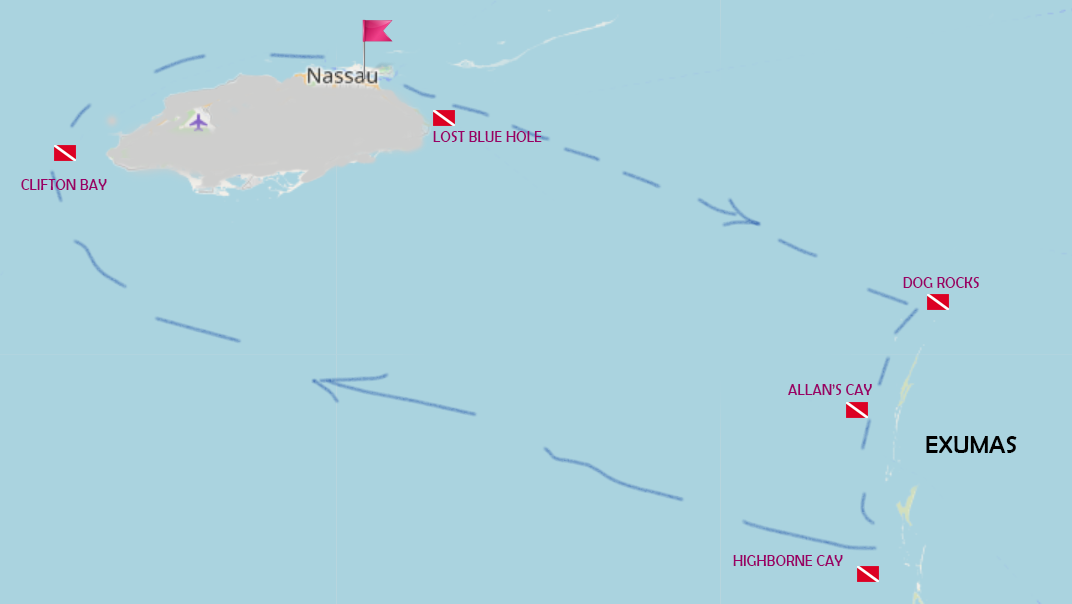 Nassau
LOST BLUE HOLE
CLIFTON BAY
DOG ROCKS
ALLAN'S CAY
EXUMAS
HIGHBORNE CAY